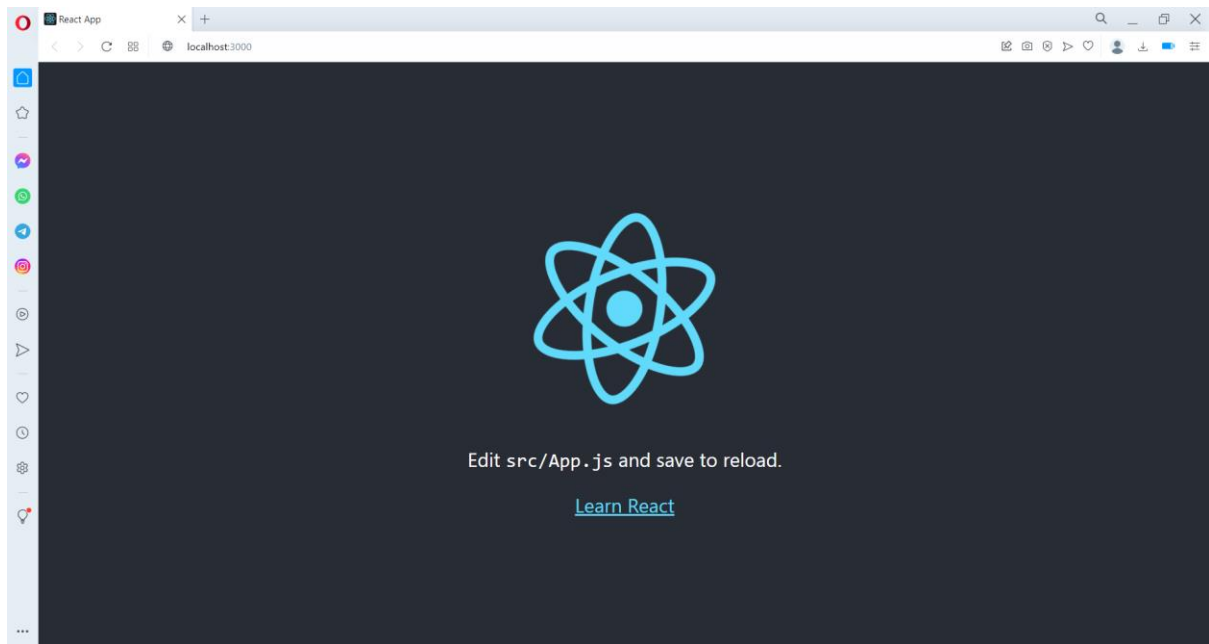 React App
localhost:3000
Edit src/App.js and save to reload.
Learn React